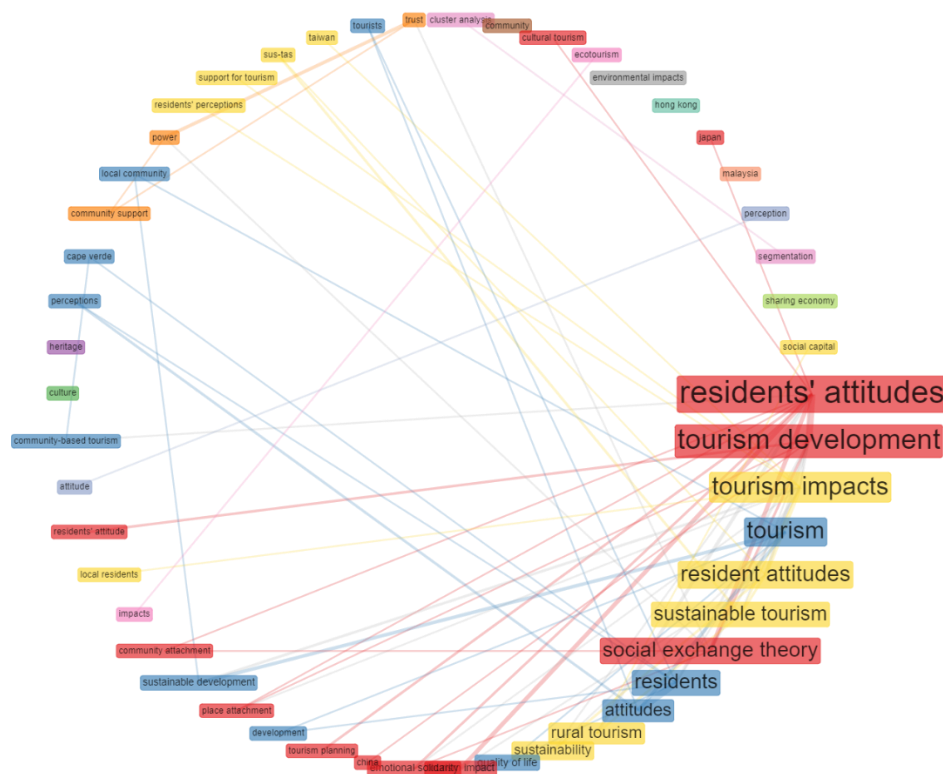 tourists
trust
cluster analysis
community
cultural tourism
taiwan
sus-tas
ecotourism
support for tourism
environmental impacts
residents' perceptions
hong kong
power
japan
local community
malaysia
community support
perception
cape verde
segmentation
perceptions
sharing economy
heritage
social capital
culture
residents' attitudes
community-based tourism
tourism development
attitude
tourism impacts
residents' attitude
tourism
local residents
resident attitudes
impacts
sustainable tourism
community attachment
social exchange theory
sustainable development
residents
place attachment
attitudes
development
rural tourism
tourism planning
sustainability
china
emotional solidarity
impact
quality of life